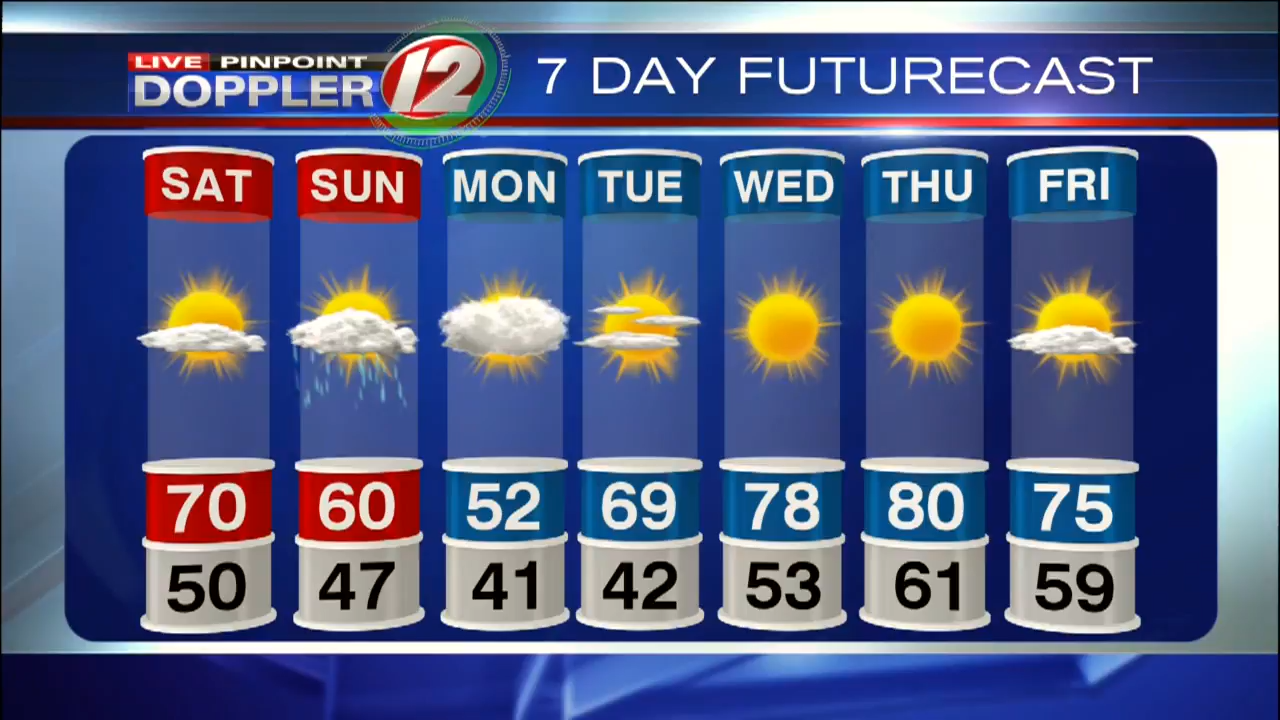 LIVE PINPOINT
DOPPLER 12
7 DAY FUTURECAST
SAT SUN MON TUE WED THU FRI
70 60 52 69 78 80 75
50 47 41 42 53 61 59